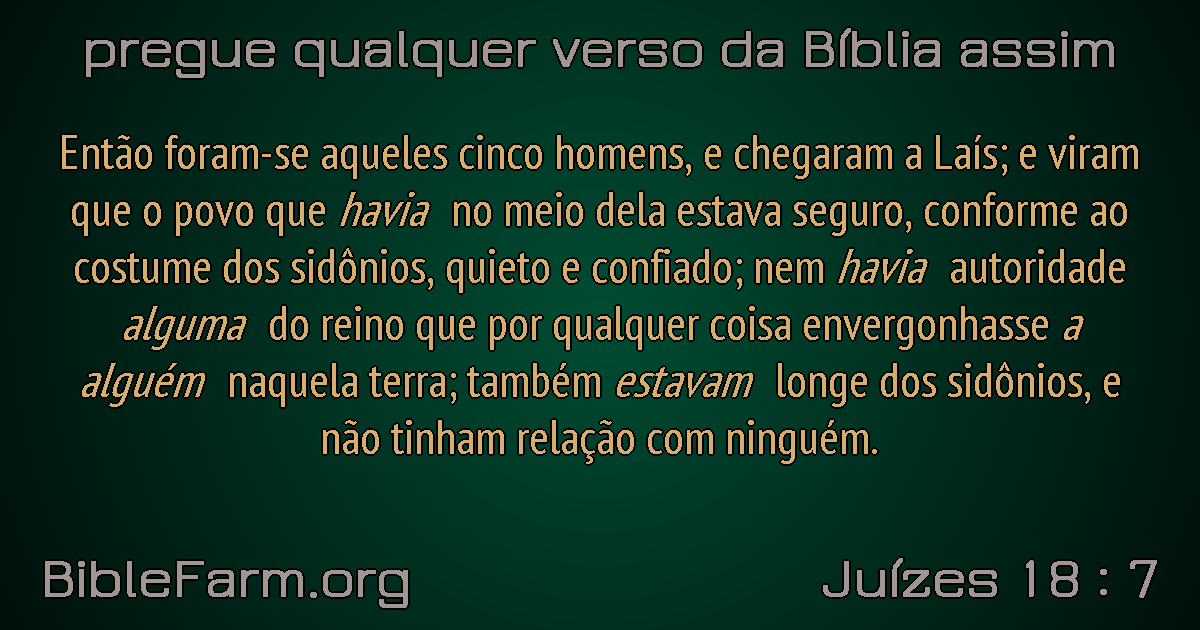 pregue qualquer verso da Bíblia assim
Então foram-se aqueles cinco homens, e chegaram a Laís; e viram
que o povo que havia no meio dela estava seguro, conforme ao
costume dos sidônios, quieto e confiado; nem havia autoridade
alguma do reino que por qualquer coisa envergonhasse a
alguém naquela terra; também estavam longe dos sidônios, e
não tinham relação com ninguém.
BibleFarm.org
Juízes 18 : 7